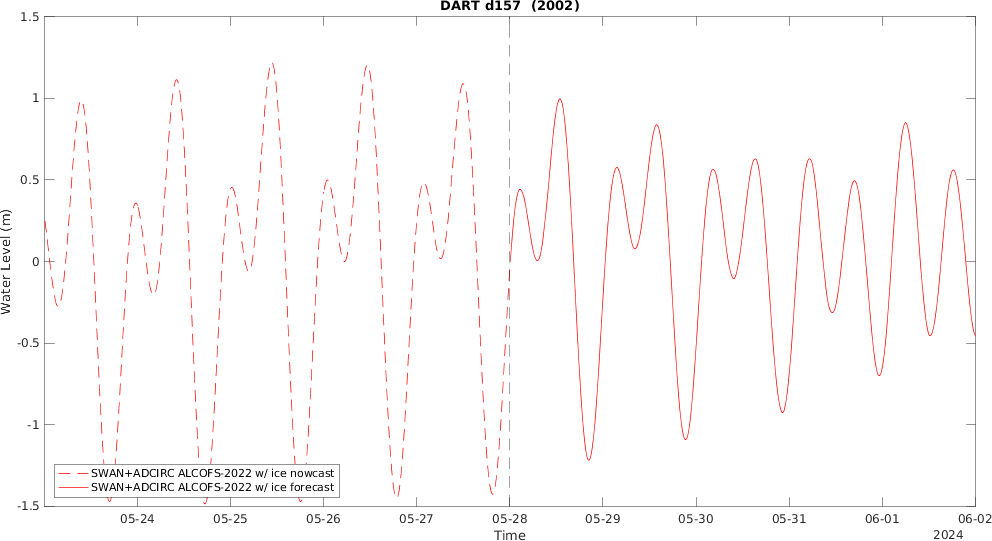 DART d157 (2002)
1.5
1
0.5
0
-0.5
-1
-1.5
Water Level (m)
SWAN+ADCIRC ALCOFS-2022 w/ ice nowcast
SWAN+ADCIRC ALCOFS-2022 w/ ice forecast
05-24 05-25 05-26 05-27 05-28 05-29 05-30 05-31 06-01 06-02
Time
2024